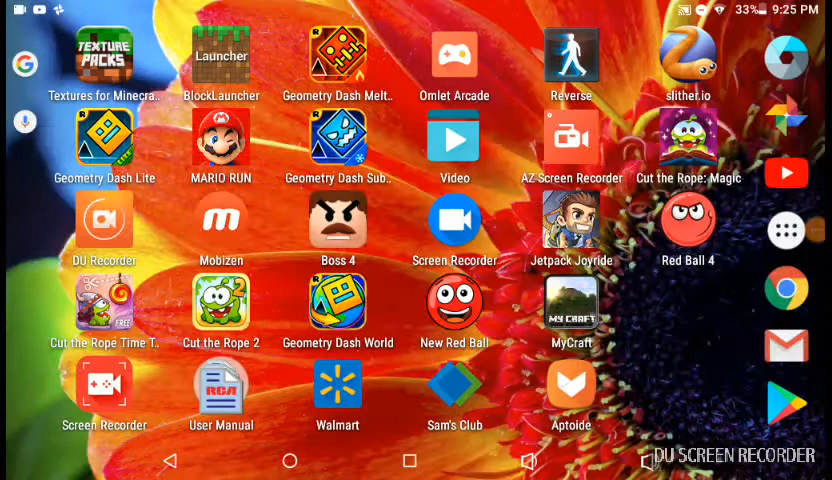 33% 9:25 PM
TEXTURE
PACKS
Launcher
Textures for Minecra..
BlockLauncher
Geometry Dash Melt..
Omlet Arcade
Reverse
slither.io
Geometry Dash Lite
MARIO RUN
Geometry Dash Sub..
Video
AZ Screen Recorder
Cut the Rope: Magic
DU Recorder
Mobizen
Boss 4
Screen Recorder
Jetpack Joyride
Red Ball 4
FREE
2
MY CRAFT
Cut the Rope Time T..
Cut the Rope 2
Geometry Dash World
New Red Ball
MyCraft
RCA
Screen Recorder
User Manual
Walmart
Sam's Club
Aptoide
DU SCREEN RECORDER